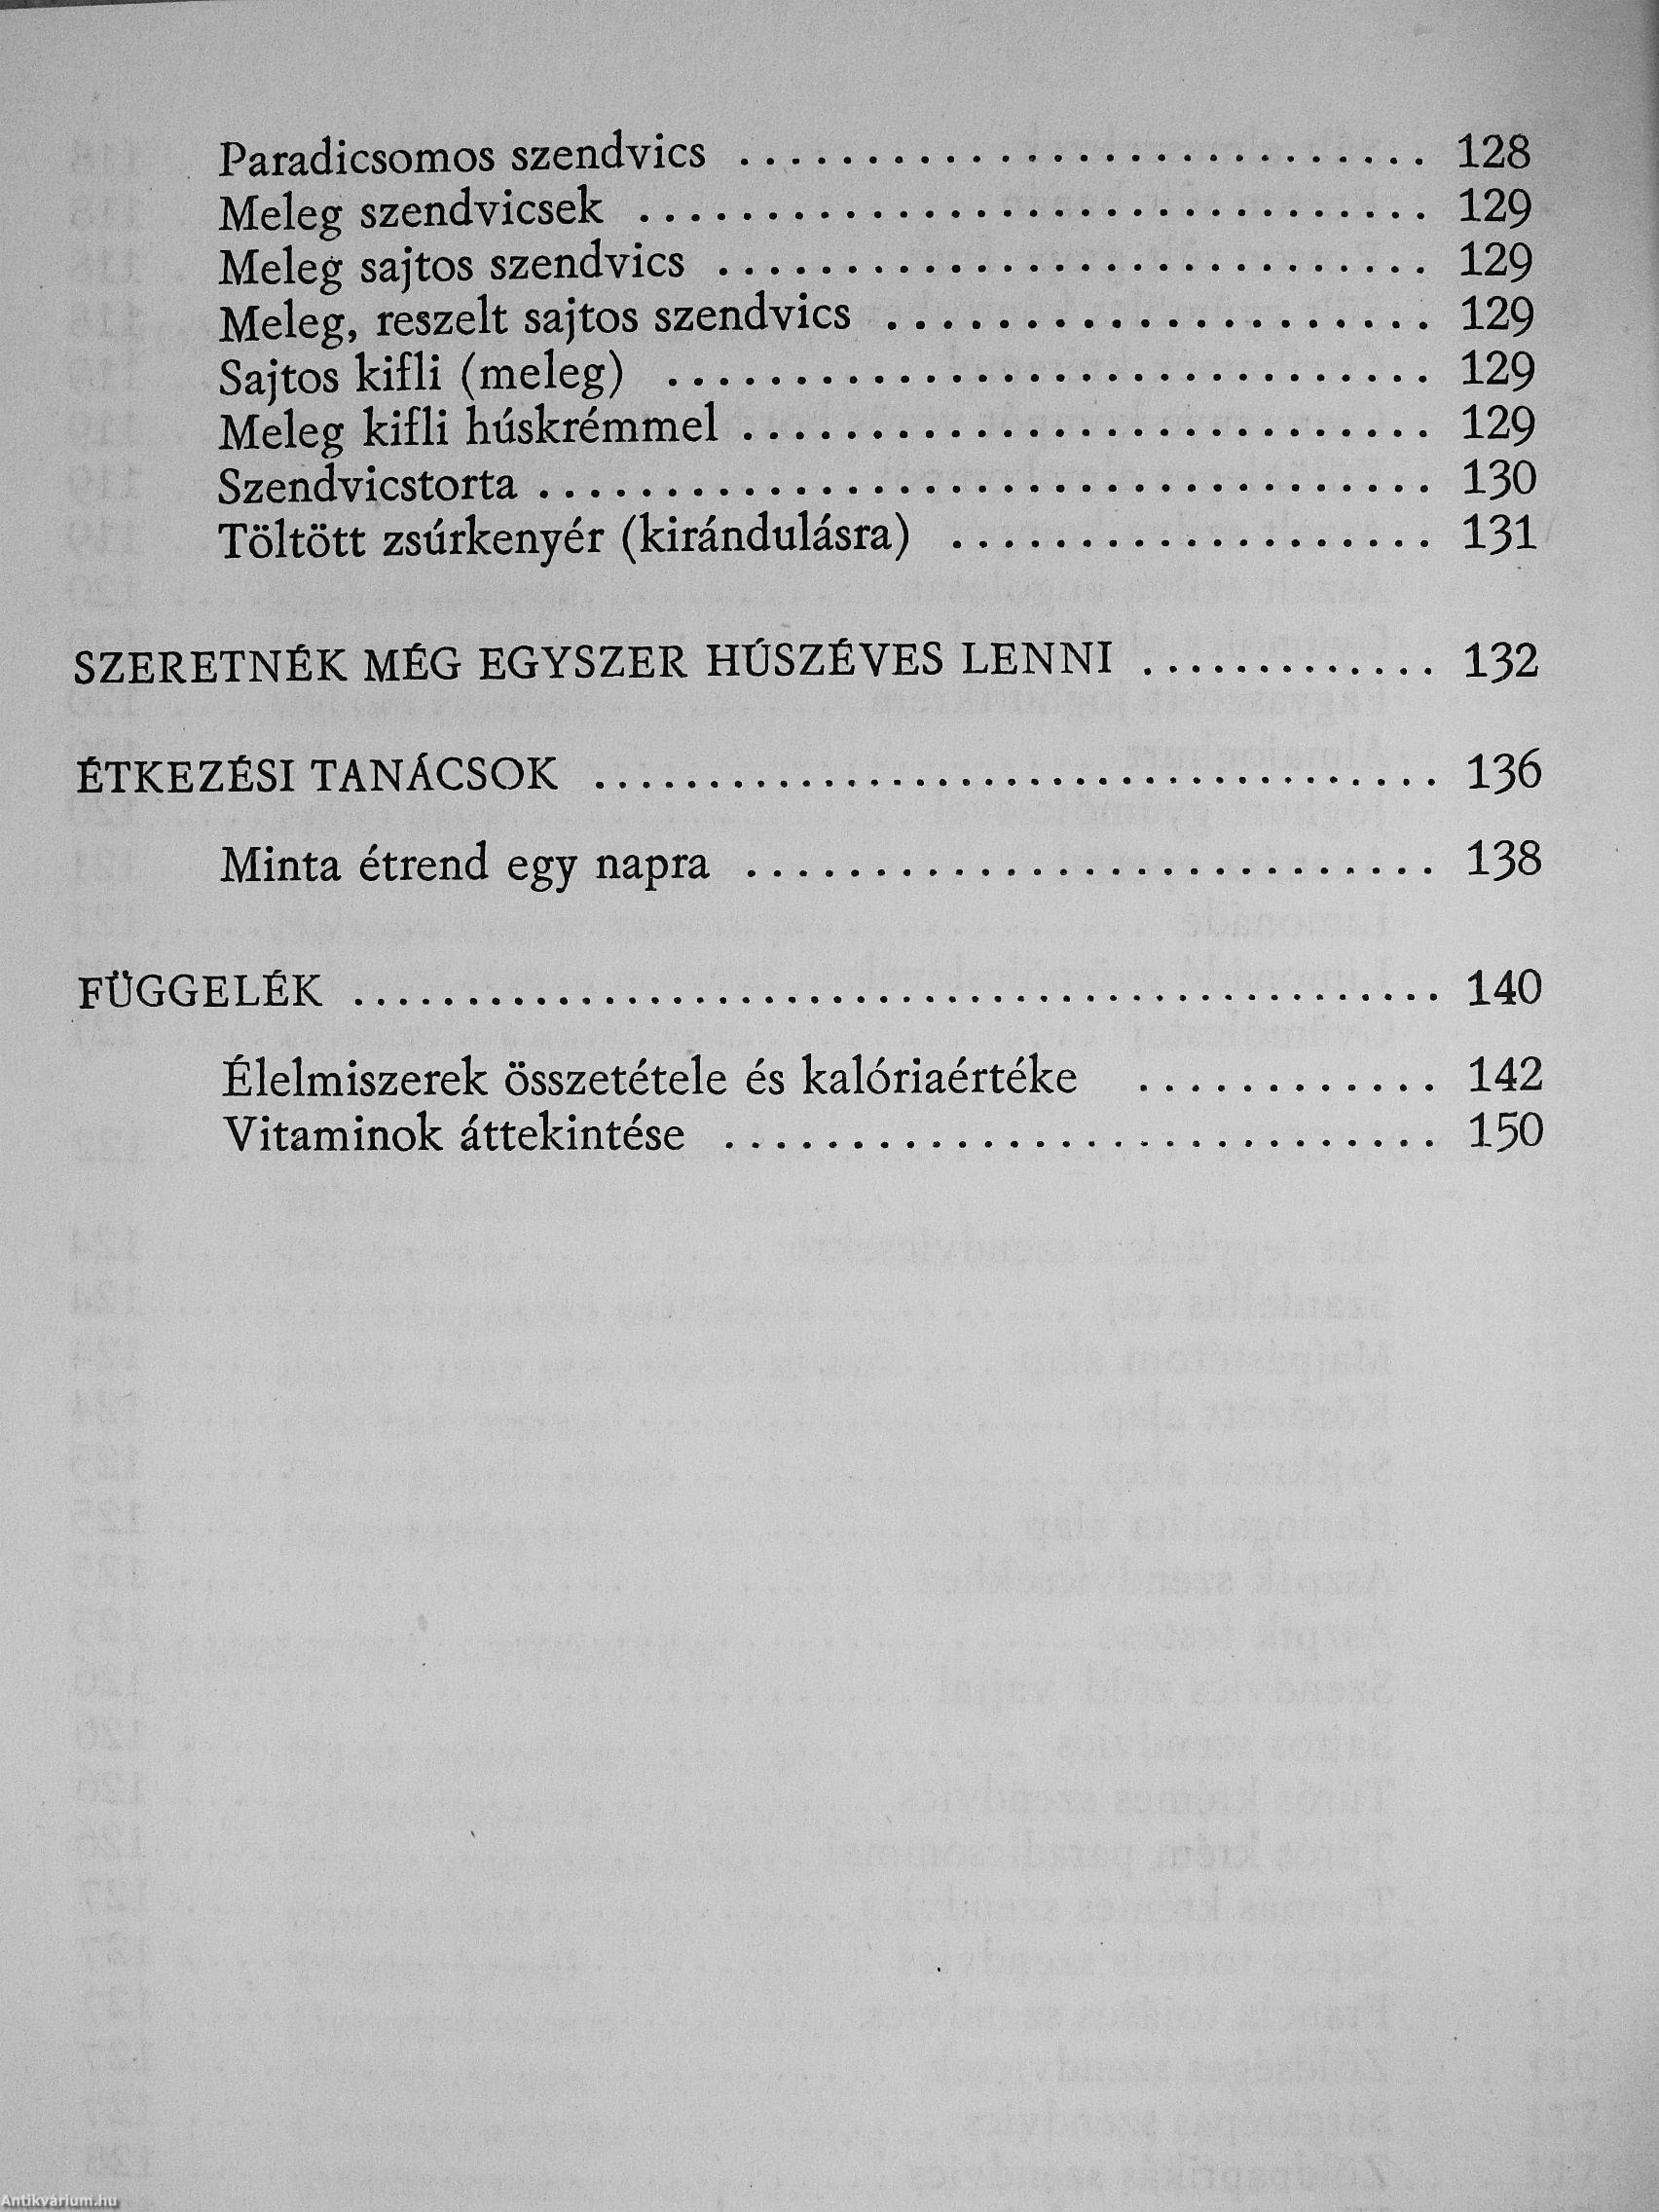 Paradicsomos szendvics ........................... 128
Meleg szendvicsek ............................... 129
Meleg sajtos szendvics ............................ 129
Meleg, reszelt sajtos szendvics .................... 129
Sajtos kifli (meleg) .............................. 129
Meleg kifli húskrémmel ........................... 129
Szendvicstorta ................................... 130
Töltött zsúrkenyér (kirándulásra) ................... 131
SZERETNÉK MÉG EGYSZER HÚSZÉVES LENNI ............. 132
ÉTKEZÉSI TANÁCSOK ..................................... 136
Minta étrend egy napra ........................... 138
FÜGGELÉK ............................................... 140
Élelmiszerek összetétele és kalóriaértéke ............ 142
Vitaminok áttekintése ............................ 150
Antikvárium.hu